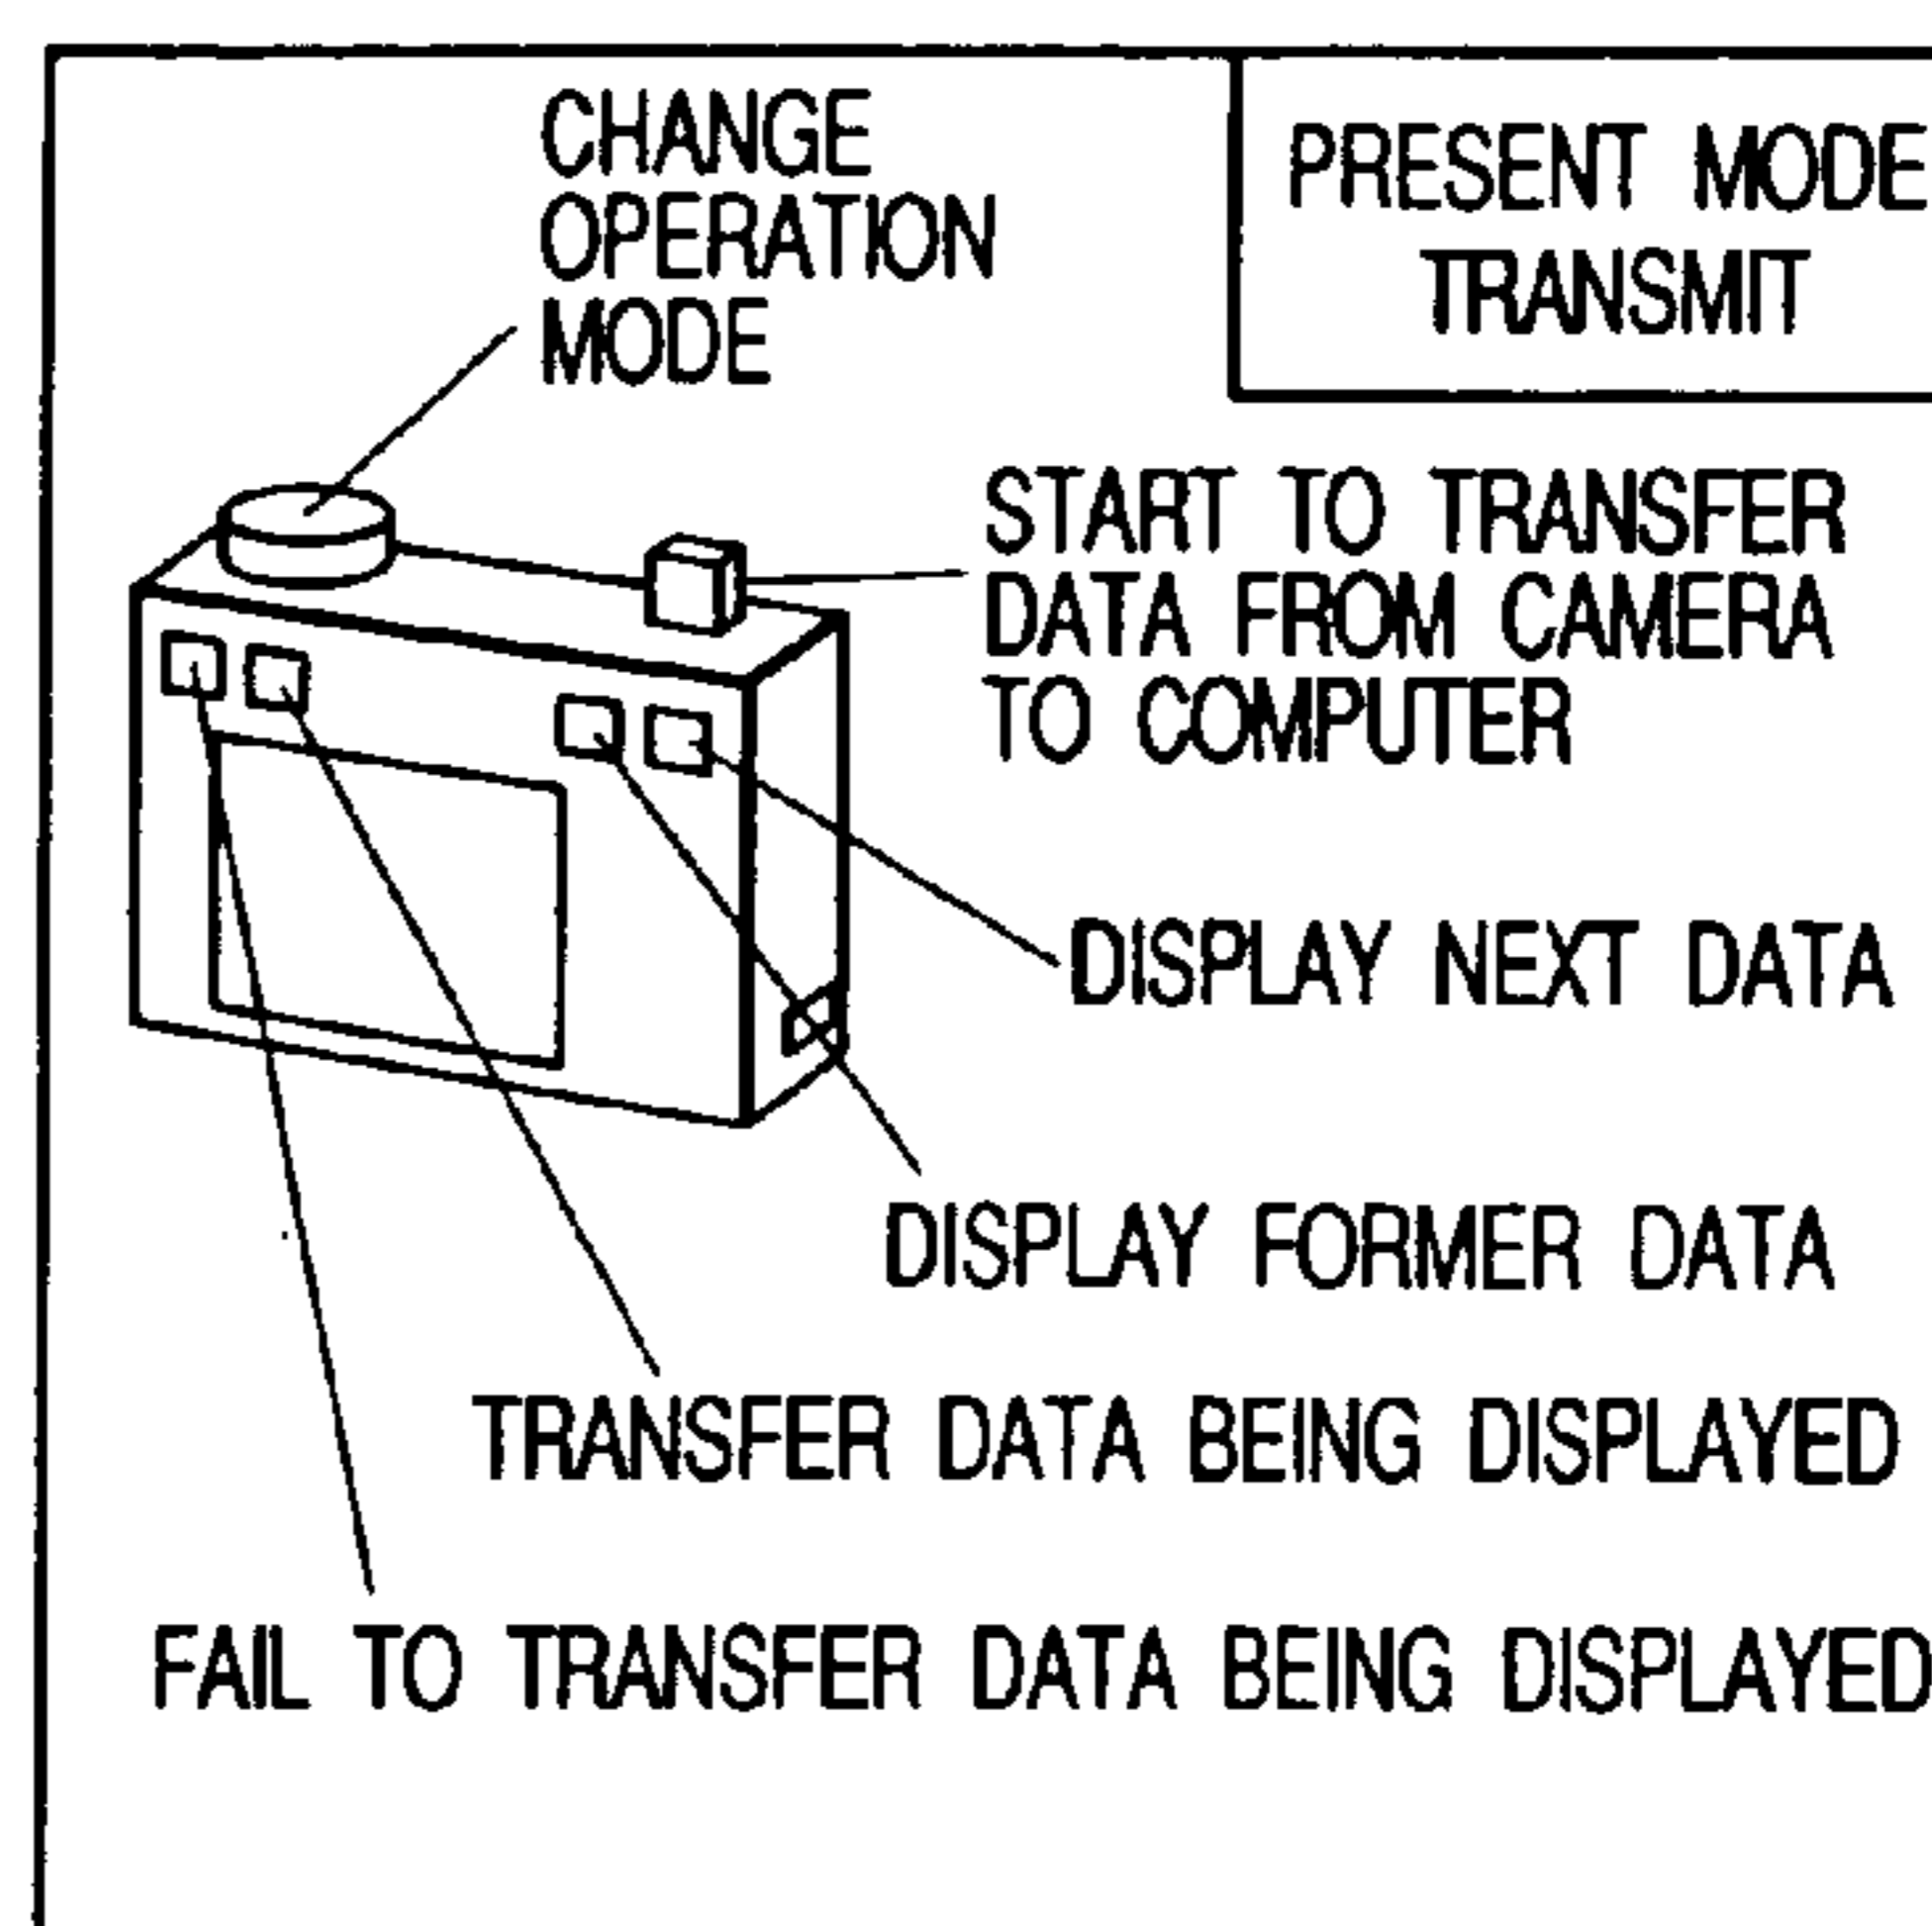 CHANGE
OPERATION
MODE
PRESENT MODE
TRANSMIT
START TO TRANSFER
DATA FROM CAMERA
TO COMPUTER
DISPLAY NEXT DATA
DISPLAY FORMER DATA
TRANSFER DATA BEING DISPLAYED
FAIL TO TRANSFER DATA BEING DISPLAYED